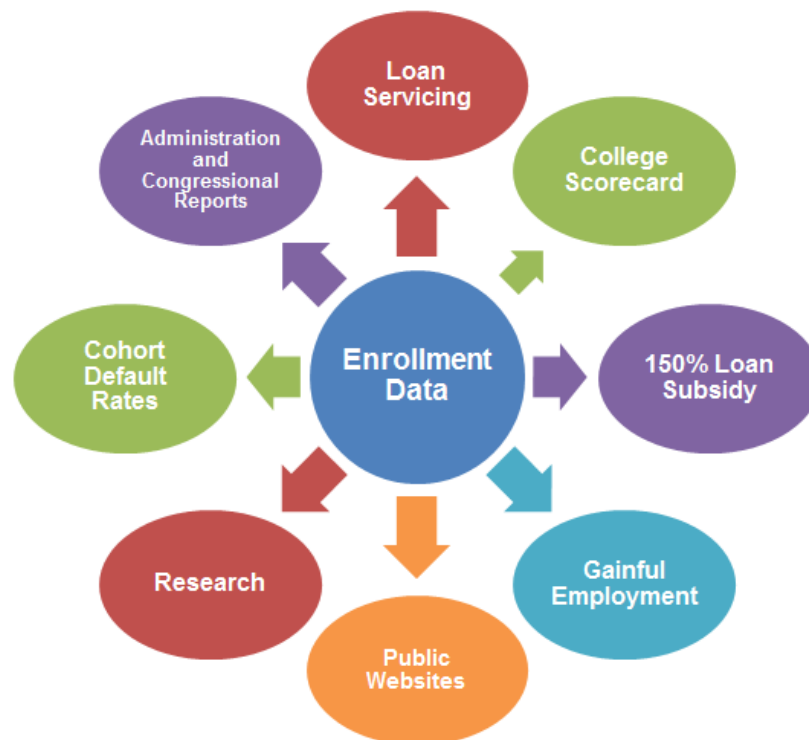 Loan
Servicing
College
Scorecard
150% Loan
Subsidy
Gainful
Employment
Public
Websites
Research
Cohort
Default
Rates
Administration
and
Congressional
Reports
Enrollment
Data